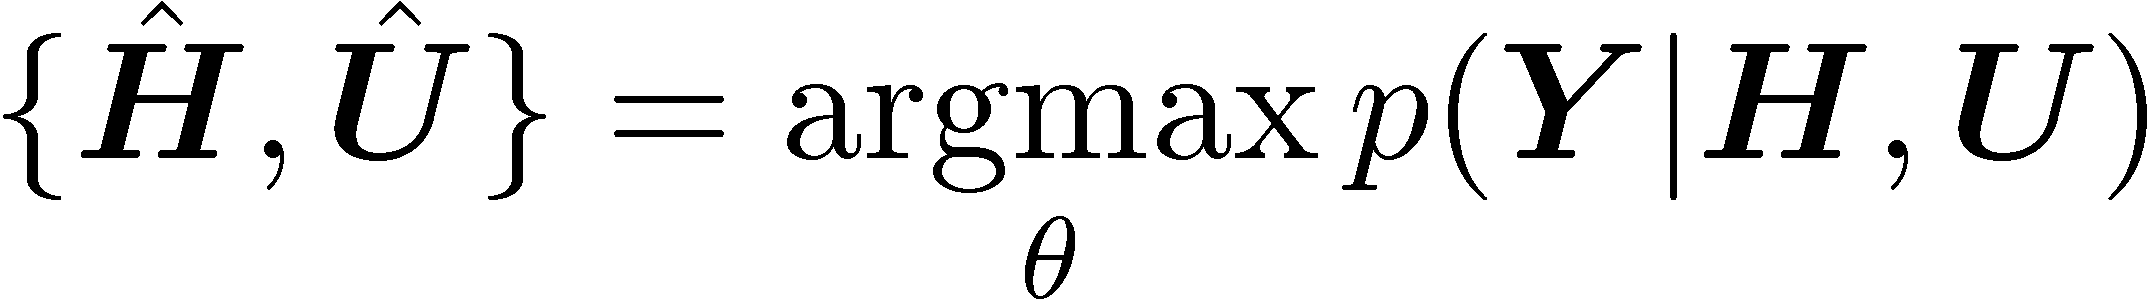 {Ĥ, Û} = argmax p(Y|H, U)
θ